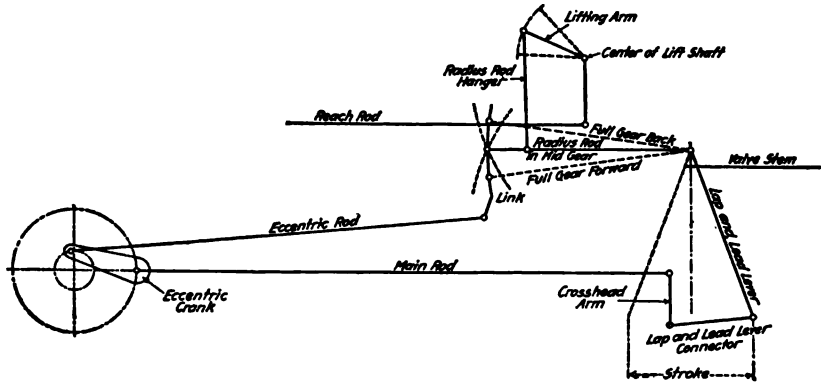 Lifting Arm
Center of Lift Shaft
Radius Rod
Hanger
Reach Rod
Full Gear Back
Radius Rod
In Mid Gear
Full Gear Forward
Valve Stem
Link
Eccentric Rod
Lap and Lead Lever
Main Rod
Eccentric
Crank
Crosshead
Arm
Lap and Lead Lever
Connector
Stroke